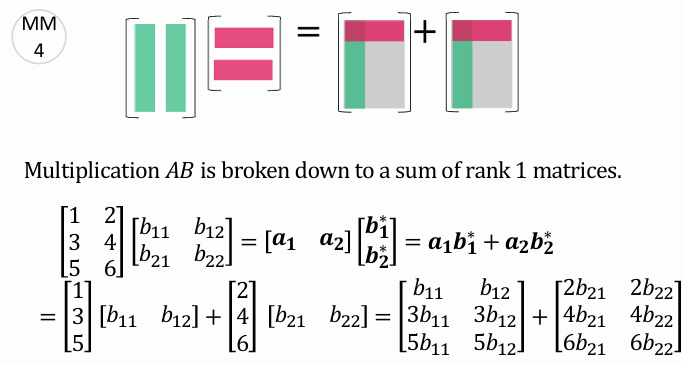 MM
4
= +
Multiplication AB is broken down to a sum of rank 1 matrices.
[1 2; 3 4; 5 6] [b₁₁ b₁₂; b₂₁ b₂₂] = [a₁ a₂] [b₁*; b₂*] = a₁b₁* + a₂b₂*
= [1; 3; 5] [b₁₁ b₁₂] + [2; 4; 6] [b₂₁ b₂₂] = [b₁₁ b₁₂; 3b₁₁ 3b₁₂; 5b₁₁ 5b₁₂] + [2b₂₁ 2b₂₂; 4b₂₁ 4b₂₂; 6b₂₁ 6b₂₂]